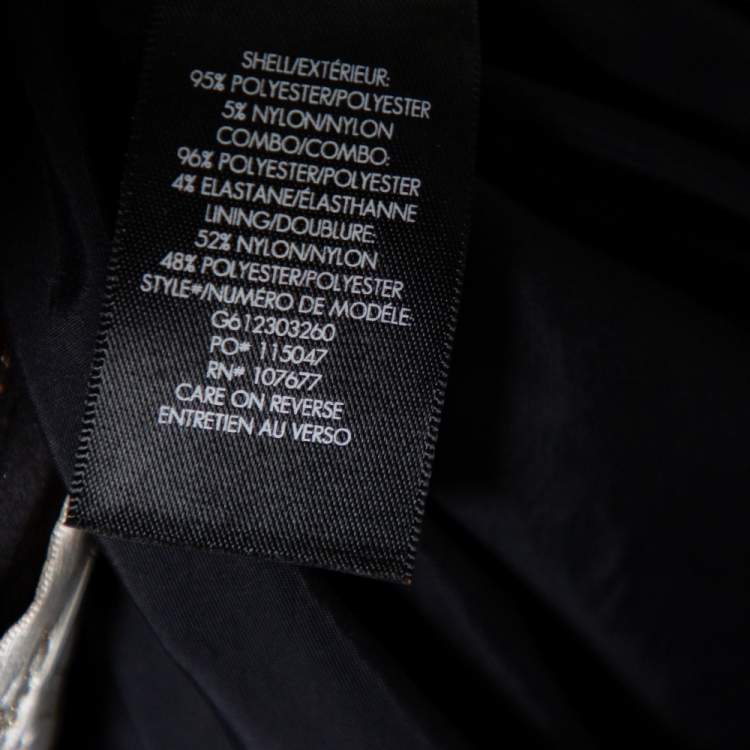 SHELL/EXTÉRIEUR:
95% POLYESTER/POLYESTER
5% NYLON/NYLON
COMBO/COMBO:
96% POLYESTER/POLYESTER
4% ELASTANE/ÉLASTHANNE
LINING/DOUBLURE:
52% NYLON/NYLON
48% POLYESTER/POLYESTER
STYLE#/NUMÉRO DE MODÉLE:
G612303260
PO# 115047
RN# 107677
CARE ON REVERSE
ENTRETIEN AU VERSO